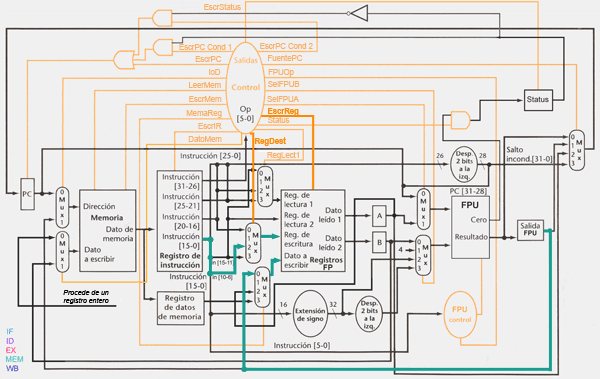 EscrStatus
EscrPC Cond 1
EscrPC Cond 2
EscrPC
Salidas
FuentePC
IoD
FPUOp
LeerMem
Control
SelFPUB
EscrMem
SelFPUA
MemaReg
Op
[5-0]
EscrReg
EscrIR
Status
Status
DatoMem
RegDest
RegLect1
Instrucción [25-0]
26
Desp.
2 bits
a la
izq.
28
Salto
incond.[31-0]
0
1
2
3
Mux
PC
0
Mux
1
Dirección
Memoria
Dato de
memoria
Dato
a escribir
0
Mux
1
Instrucción
[31-26]
Instrucción
[25-21]
Instrucción
[20-16]
Instrucción
[15-0]
Registro de
instrucción
0
1
2
3
Mux
Reg. de
lectura 1
Reg. de
lectura 2
Reg. de
escritura
Dato a
escribir
Dato
leído 1
Dato
leído 2
Registros
FP
A
B
0
Mux
1
PC [31-28]
FPU
Cero
Resultado
Salida
FPU
0
1
2
3
Mux
4
0
1
2
3
Mux
In [15-11]
In [10-6]
Instrucción
[15-0]
Registro
de datos
de memoria
0
1
2
3
Mux
16
Extensión
de signo
32
Desp.
2 bits
a la
izq.
FPU
control
Instrucción [5-0]
Procede de un
registro entero
IF
ID
EX
MEM
WB